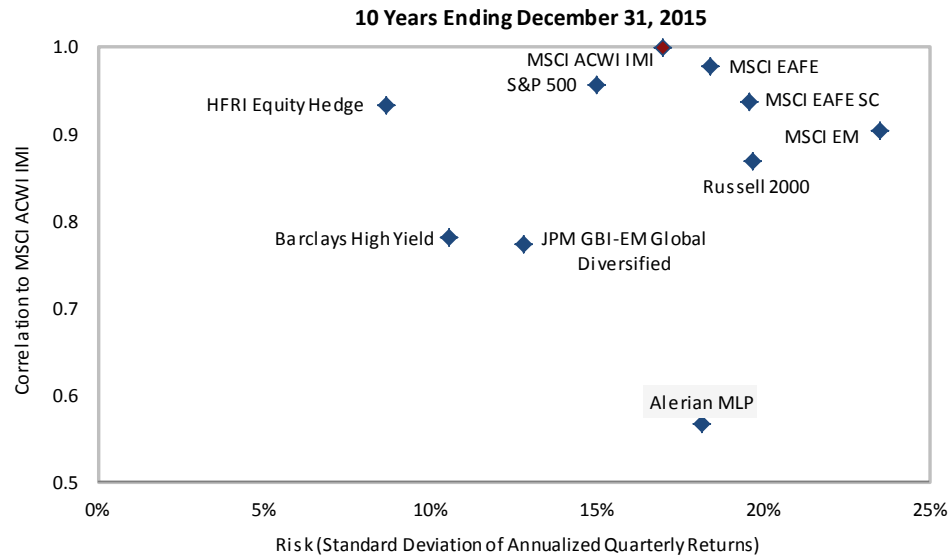 10 Years Ending December 31, 2015
Correlation to MSCI ACWI IMI
1.0
0.9
0.8
0.7
0.6
0.5
MSCI ACWI IMI
MSCI EAFE
S&P 500
MSCI EAFE SC
HFRI Equity Hedge
MSCI EM
Russell 2000
Barclays High Yield
JPM GBI-EM Global
Diversified
Alerian MLP
0%
5%
10%
15%
20%
25%
Risk (Standard Deviation of Annualized Quarterly Returns)